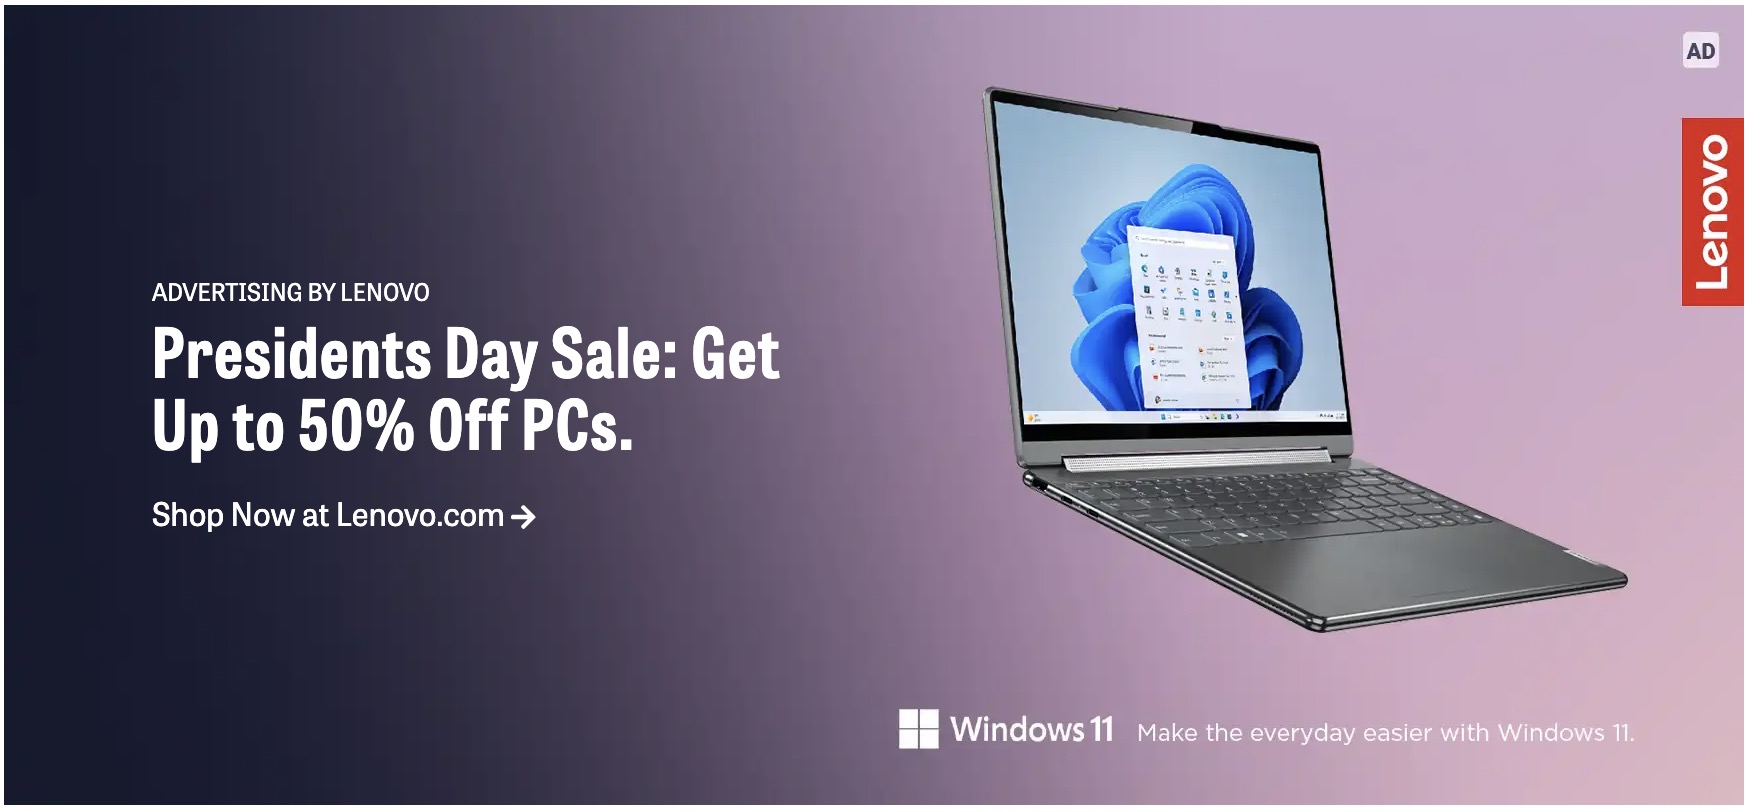 AD
Lenovo
ADVERTISING BY LENOVO
Presidents Day Sale: Get
Up to 50% Off PCs.
Shop Now at Lenovo.com →
Windows 11 Make the everyday easier with Windows 11.